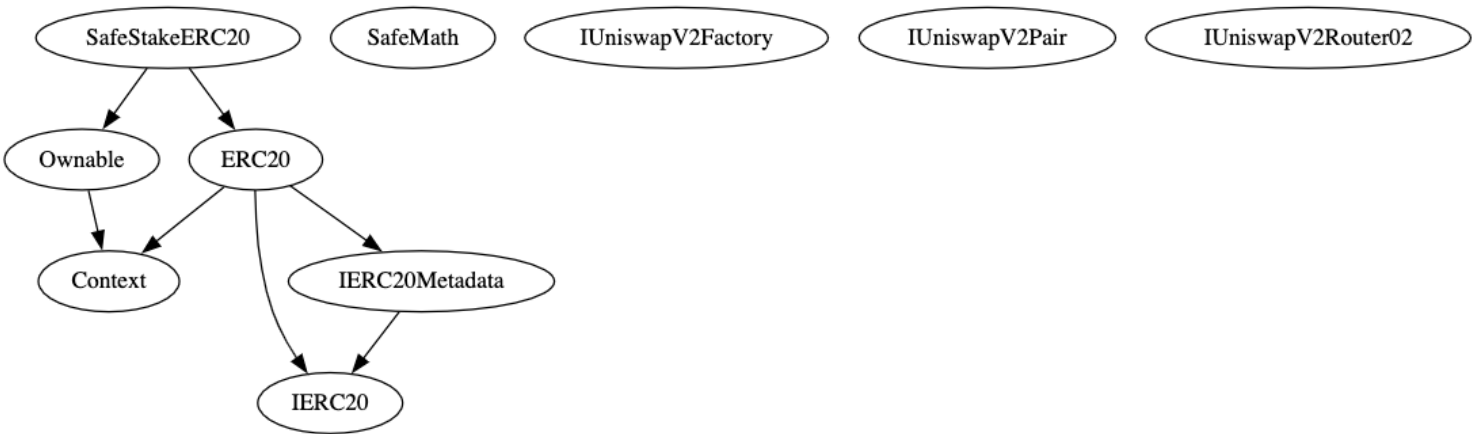 SafeStakeERC20
SafeMath
IUniswapV2Factory
IUniswapV2Pair
IUniswapV2Router02
Ownable
ERC20
Context
IERC20Metadata
IERC20